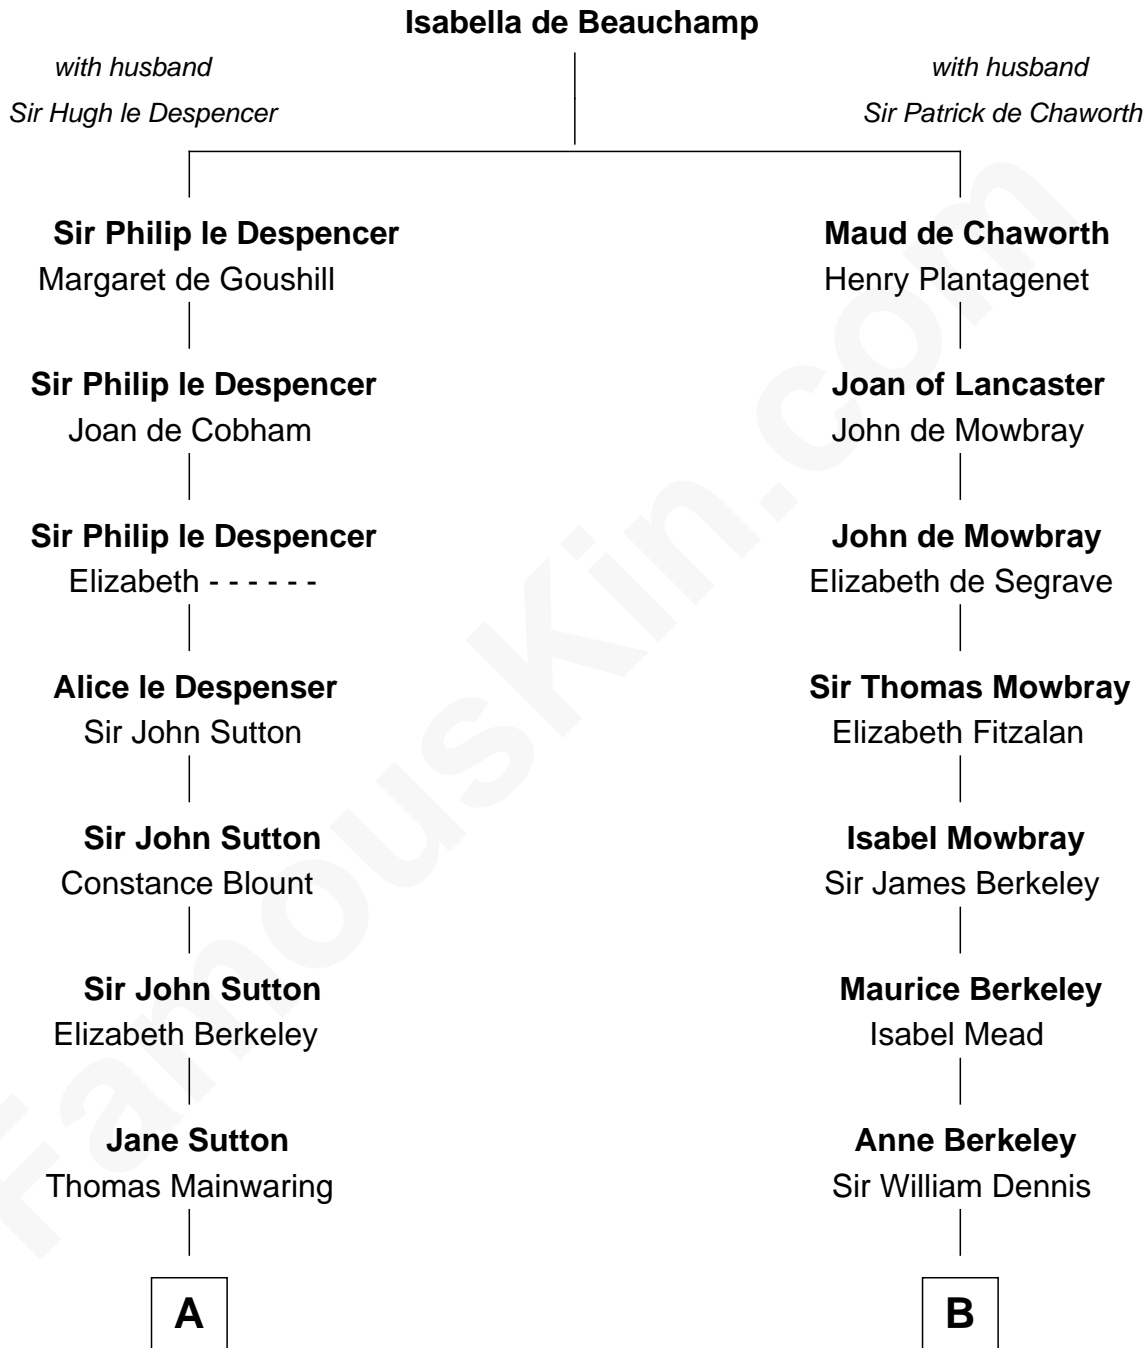 Isabella de Beauchamp
with husband
Sir Hugh le Despencer
with husband
Sir Patrick de Chaworth
Sir Philip le Despencer
Margaret de Goushill
Maud de Chaworth
Henry Plantagenet
Sir Philip le Despencer
Joan de Cobham
Joan of Lancaster
John de Mowbray
Sir Philip le Despencer
Elizabeth - - - - - -
John de Mowbray
Elizabeth de Segrave
Alice le Despenser
Sir John Sutton
Sir Thomas Mowbray
Elizabeth Fitzalan
Sir John Sutton
Constance Blount
Isabel Mowbray
Sir James Berkeley
Sir John Sutton
Elizabeth Berkeley
Maurice Berkeley
Isabel Mead
Jane Sutton
Thomas Mainwaring
Anne Berkeley
Sir William Dennis
A
B
FamousKin.com